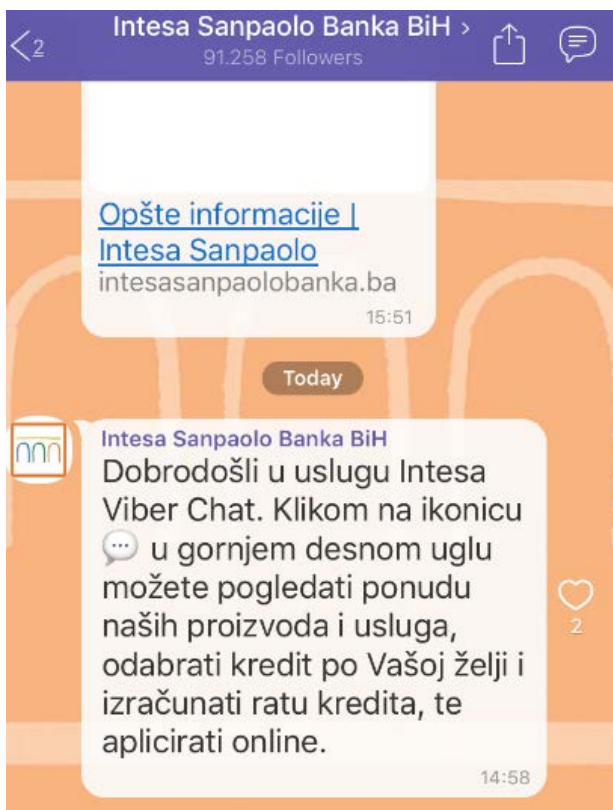 Intesa Sanpaolo Banka BiH >
91.258 Followers
2
Opšte informacije |
Intesa Sanpaolo
intesasanpaolobanka.ba
15:51
Today
Intesa Sanpaolo Banka BiH
Dobrodošli u uslugu Intesa
Viber Chat. Klikom na ikonicu
💬 u gornjem desnom uglu
možete pogledati ponudu
naših proizvoda i usluga,
odabrati kredit po Vašoj želji i
izračunati ratu kredita, te
aplicirati online.
2
14:58